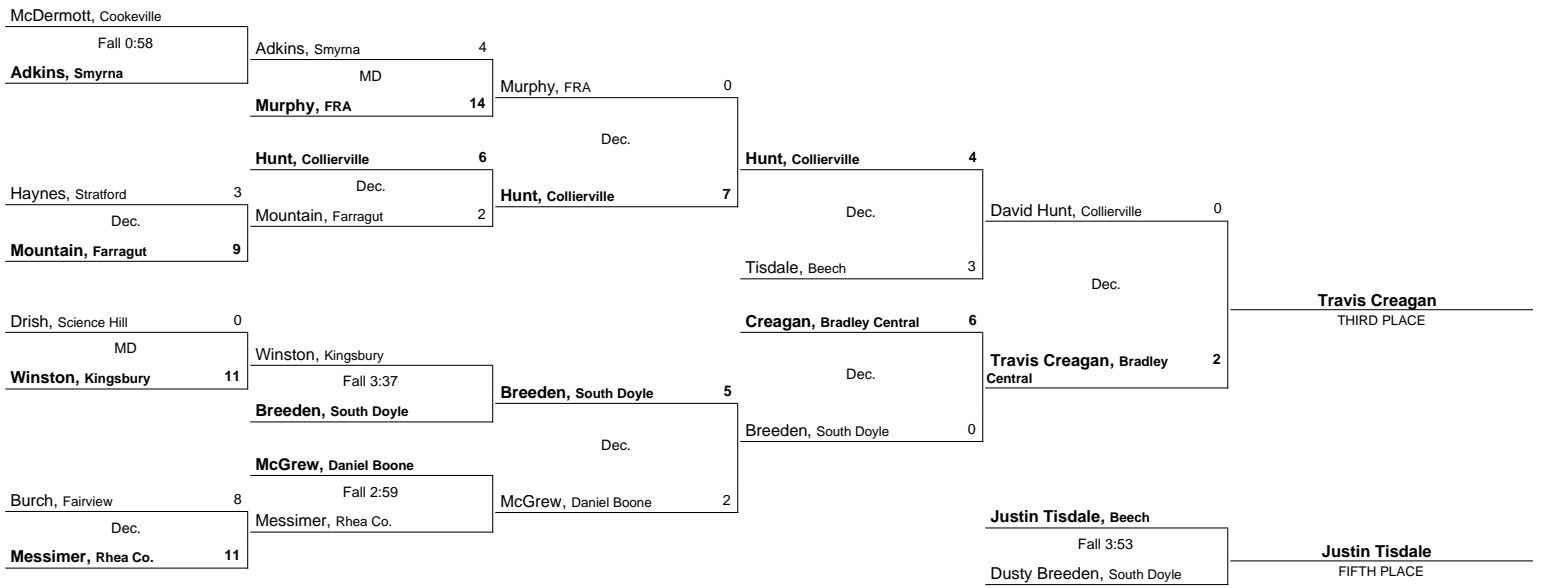 McDermott, Cookeville
Fall 0:58
Adkins, Smyrna
Haynes, Stratford 3
Dec.
Mountain, Farragut 9
Drish, Science Hill 0
MD
Winston, Kingsbury 11
Burch, Fairview 8
Dec.
Messimer, Rhea Co. 11
Adkins, Smyrna 4
MD
Murphy, FRA 14
Hunt, Collierville 6
Dec.
Mountain, Farragut 2
Winston, Kingsbury
Fall 3:37
Breeden, South Doyle
McGrew, Daniel Boone
Fall 2:59
Messimer, Rhea Co.
Murphy, FRA 0
Dec.
Hunt, Collierville 7
Breeden, South Doyle 5
Dec.
McGrew, Daniel Boone 2
Hunt, Collierville 4
Dec.
Tisdale, Beech 3
Creagan, Bradley Central 6
Dec.
Breeden, South Doyle 0
David Hunt, Collierville 0
Dec.
Travis Creagan, Bradley 2
Central
Travis Creagan
THIRD PLACE
Justin Tisdale, Beech
Fall 3:53
Dusty Breeden, South Doyle
Justin Tisdale
FIFTH PLACE